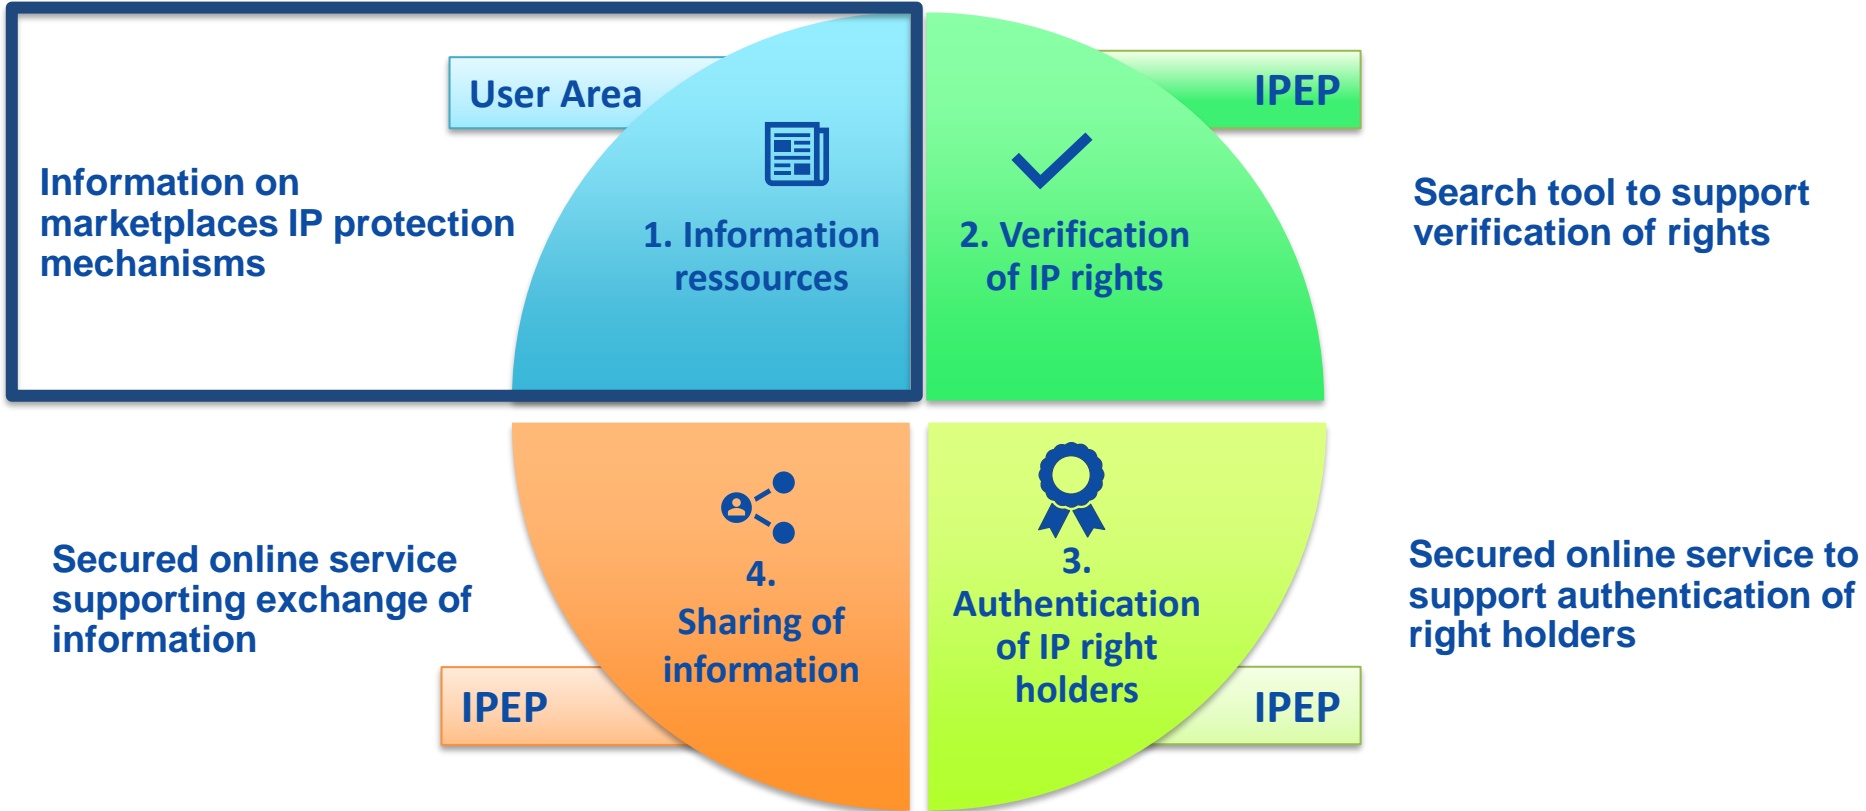 User Area
Information on
marketplaces IP protection
mechanisms
1. Information
ressources
IPEP
2. Verification
of IP rights
Search tool to support
verification of rights
Secured online service
supporting exchange of
information
4.
Sharing of
information
IPEP
3.
Authentication
of IP right
holders
IPEP
Secured online service to
support authentication of
right holders